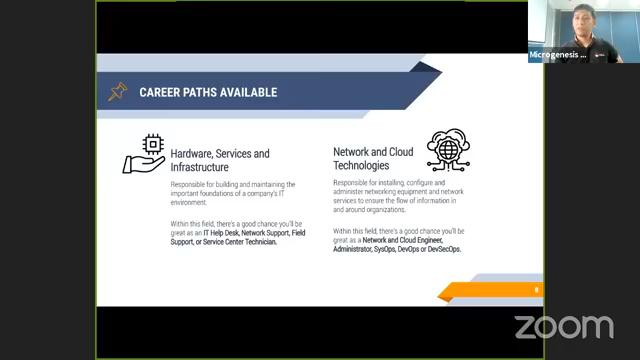 Microgenesis ...
CAREER PATHS AVAILABLE
Hardware, Services and
Infrastructure
Responsible for building and maintaining the
important foundations of a company's IT
environment.
Within this field, there's a good chance you'll be
great as an IT Help Desk, Network Support, Field
Support, or Service Center Technician.
Network and Cloud
Technologies
Responsible for installing, configure and
administer networking equipment and network
services to ensure the flow of information in
and around organizations.
Within this field, there's a good chance you'll be
great as a Network and Cloud Engineer,
Administrator, SysOps, DevOps or DevSecOps.
8
zoom